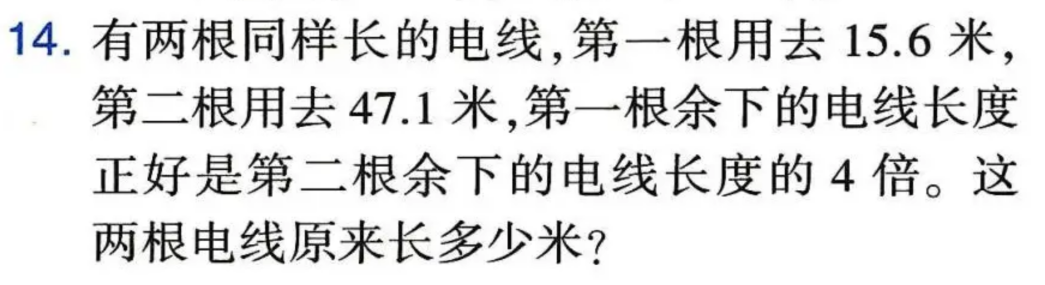 14. 有两根同样长的电线,第一根用去 15.6 米,
第二根用去 47.1 米,第一根余下的电线长度
正好是第二根余下的电线长度的 4 倍。这
两根电线原来长多少米?